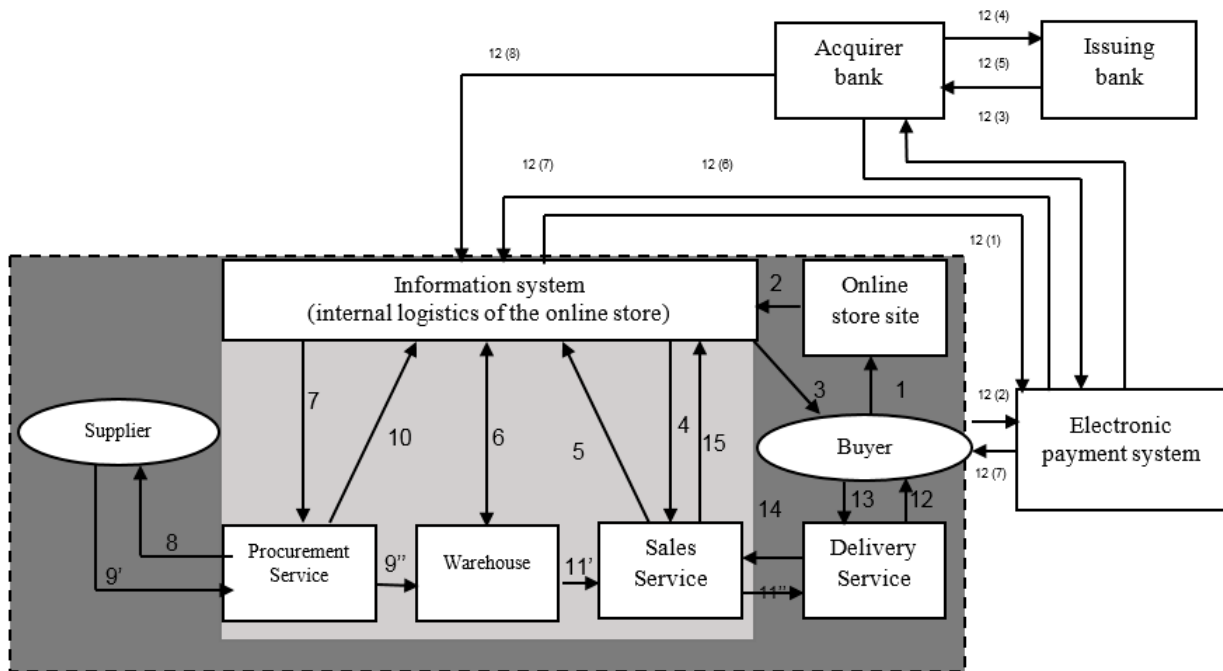 12 (4)
Acquirer
bank
Issuing
bank
12 (8)
12 (5)
12 (3)
12 (7)
12 (6)
12 (1)
Information system
(internal logistics of the online store)
2
Online
store site
7
10
6
5
4
15
3
1
12 (2)
Supplier
Buyer
Electronic
payment system
12 (7)
8
9’
Procurement
Service
9’’
Warehouse
11’
Sales
Service
14
13
12
11’’
Delivery
Service